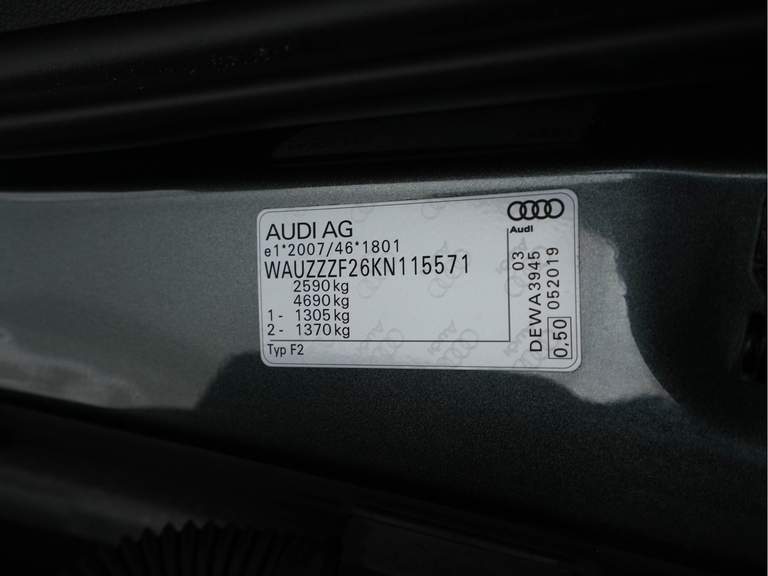 AUDI AG
e1*2007/46*1801
WAUZZZF26KN115571
2590 kg
4690 kg
1- 1305 kg
2- 1370 kg
Typ F2
Audi
03
DEWA3945
0,50 052019